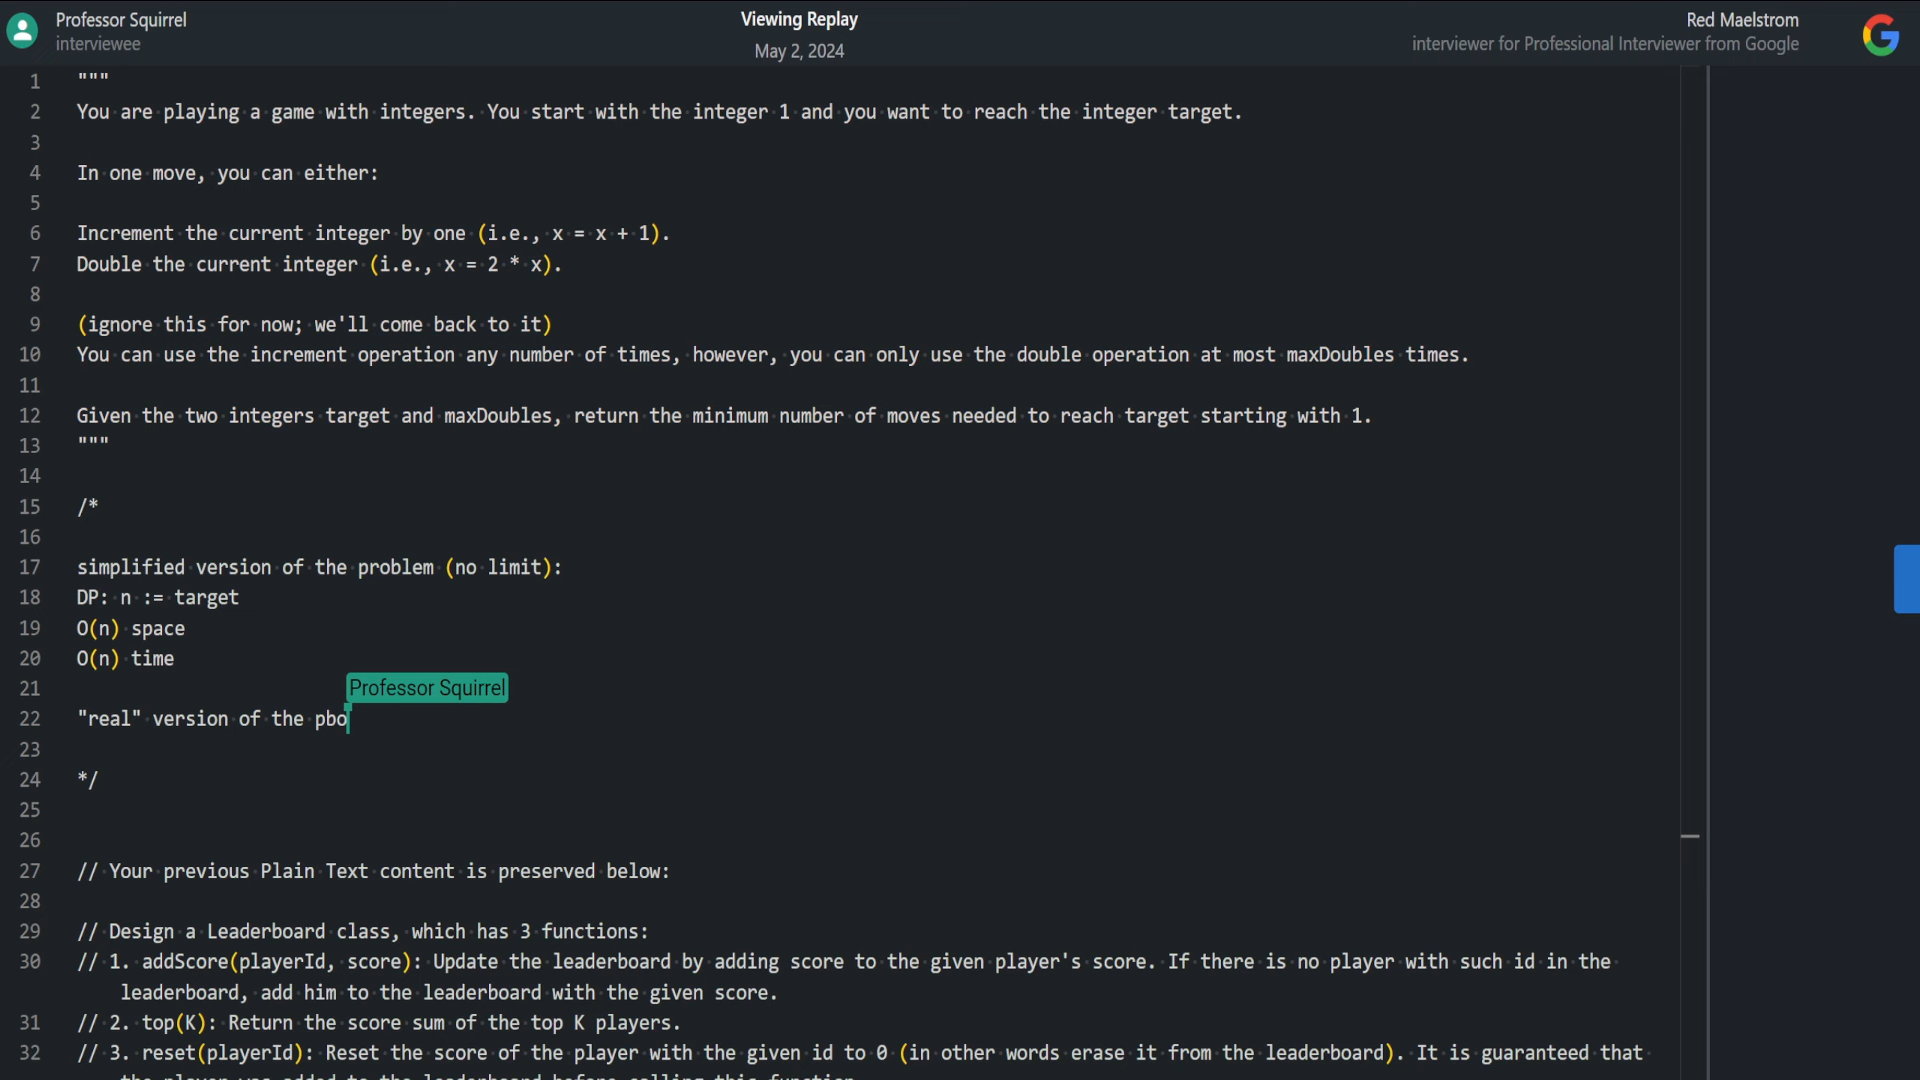 Professor Squirrel
interviewee
Viewing Replay
May 2, 2024
Red Maelstrom
interviewer for Professional Interviewer from Google
1 """
2 You are playing a game with integers. You start with the integer 1 and you want to reach the integer target.
3
4 In one move, you can either:
5
6 Increment the current integer by one (i.e., x = x + 1).
7 Double the current integer (i.e., x = 2 * x).
8
9 (ignore this for now; we'll come back to it)
10 You can use the increment operation any number of times, however, you can only use the double operation at most maxDoubles times.
11
12 Given the two integers target and maxDoubles, return the minimum number of moves needed to reach target starting with 1.
13 """
14
15 /*
16
17 simplified version of the problem (no limit):
18 DP: n := target
19 O(n) space
20 O(n) time
21
Professor Squirrel
22 "real" version of the pbo
23
24 */
25
26
27 // Your previous Plain Text content is preserved below:
28
29 // Design a Leaderboard class, which has 3 functions:
30 // 1. addScore(playerId, score): Update the leaderboard by adding score to the given player's score. If there is no player with such id in the
leaderboard, add him to the leaderboard with the given score.
31 // 2. top(K): Return the score sum of the top K players.
32 // 3. reset(playerId): Reset the score of the player with the given id to 0 (in other words erase it from the leaderboard). It is guaranteed that
the player was added to the leaderboard before calling this function.